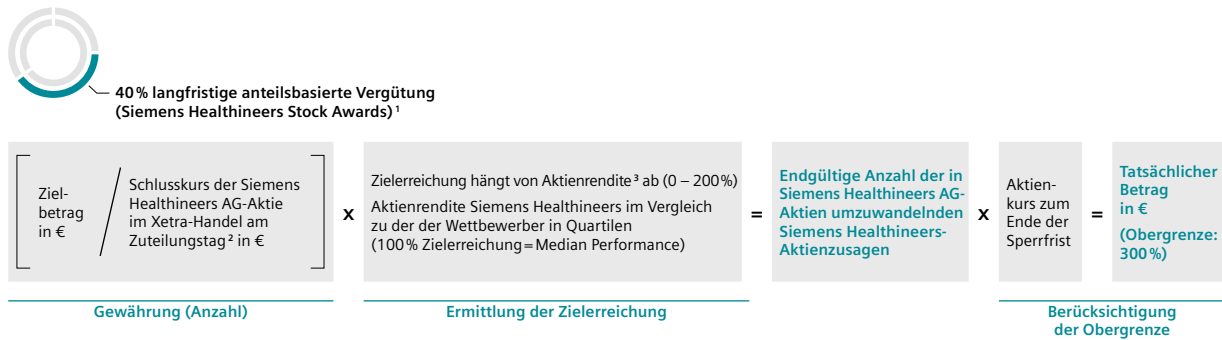 40 % langfristige anteilsbasierte Vergütung
(Siemens Healthineers Stock Awards) ¹
Ziel-
betrag
in €
/
Schlusskurs der Siemens
Healthineers AG-Aktie
im Xetra-Handel am
Zuteilungstag ² in €
x
Zielerreichung hängt von Aktienrendite ³ ab (0 – 200 %)
Aktienrendite Siemens Healthineers im Vergleich
zu der der Wettbewerber in Quartilen
(100 % Zielerreichung = Median Performance)
=
Endgültige Anzahl der in
Siemens Healthineers AG-
Aktien umzuwandelnden
Siemens Healthineers-
Aktienzusagen
x
Aktien-
kurs zum
Ende der
Sperrfrist
=
Tatsächlicher
Betrag
in €
(Obergrenze:
300 %)
Gewährung (Anzahl)
Ermittlung der Zielerreichung
Berücksichtigung
der Obergrenze